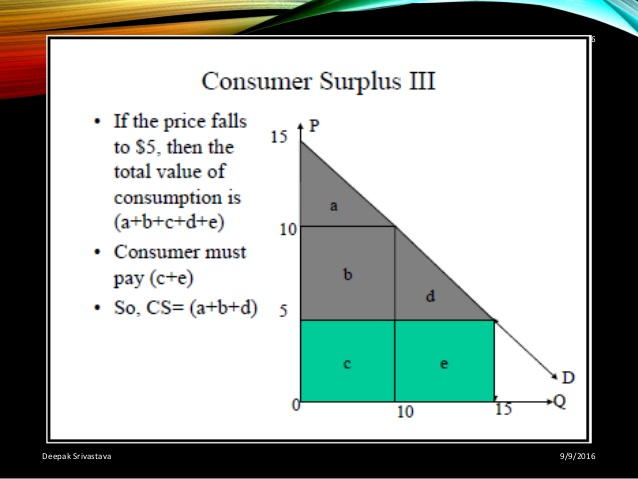 6
Consumer Surplus III
• If the price falls
to $5, then the
total value of
consumption is
(a+b+c+d+e)
• Consumer must
pay (c+e)
• So, CS= (a+b+d)
15
P
a
10
b
d
5
c
e
D
0
10
15
Q
Deepak Srivastava
9/9/2016